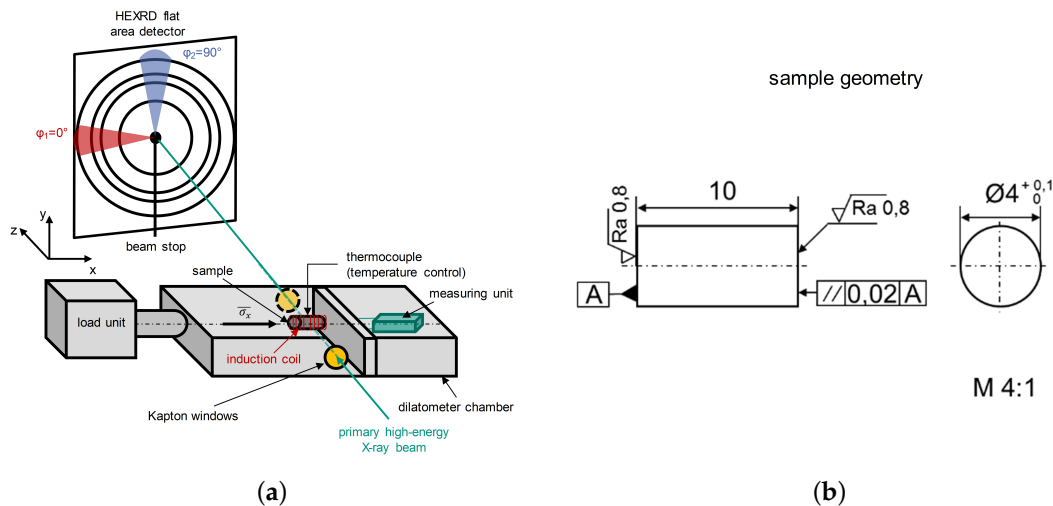 HEXRD flat
area detector
φ₂=90°
φ₁=0°
beam stop
y
z
x
thermocouple
(temperature control)
sample
measuring unit
load unit
σₓ
induction coil
Kapton windows
dilatometer chamber
primary high-energy
X-ray beam
(a)
sample geometry
10
Ra 0,8
Ra 0,8
Ø4 +0,1 0
A
// 0,02 A
M 4:1
(b)